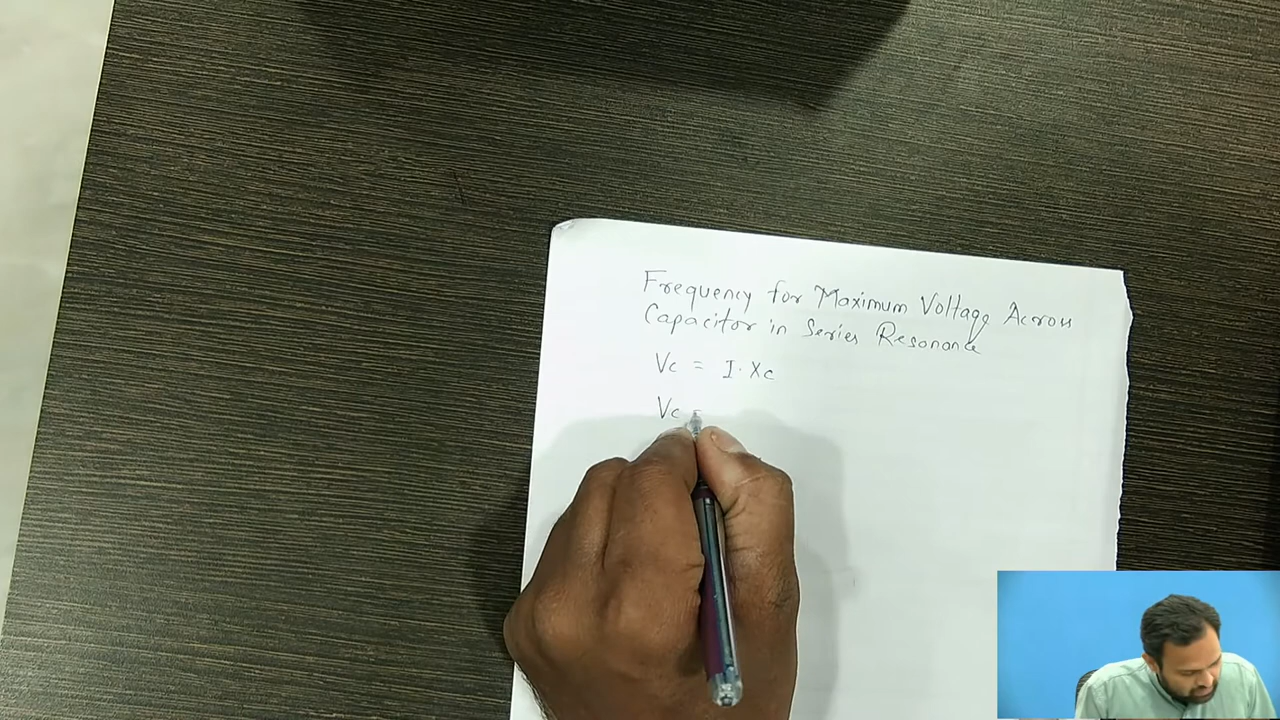 Frequency for Maximum Voltage Across
Capacitor in Series Resonance
Vc = I. Xc
Vc =